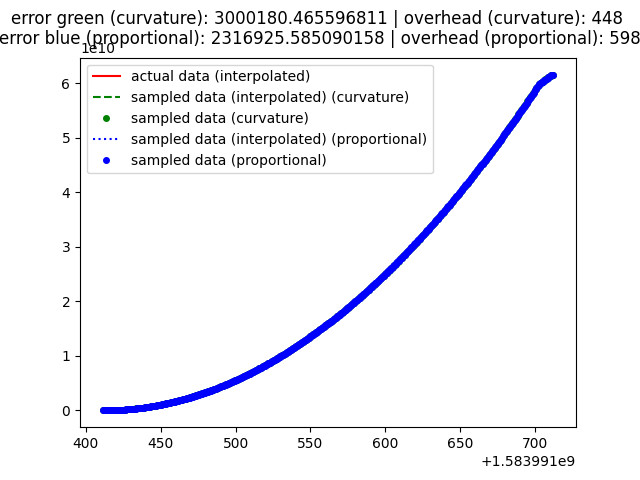 error green (curvature): 3000180.465596811 | overhead (curvature): 448
error blue (proportional): 2316925.585090158 | overhead (proportional): 598
1e10
actual data (interpolated)
sampled data (interpolated) (curvature)
sampled data (curvature)
sampled data (interpolated) (proportional)
sampled data (proportional)
6
5
4
3
2
1
0
400 450 500 550 600 650 700
+1.583991e9